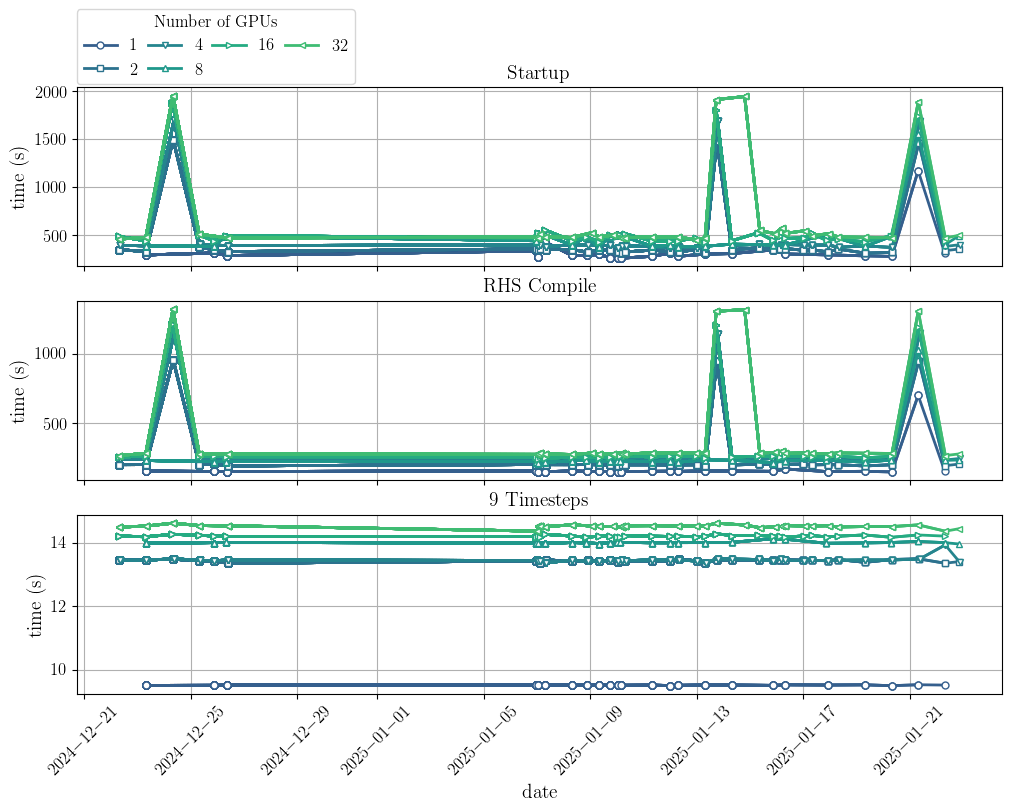 Number of GPUs
1 4 16 32
2 8
Startup
2000
1500
1000
500
time (s)
RHS Compile
1000
500
time (s)
9 Timesteps
14
12
10
time (s)
2024−12−21 2024−12−25 2024−12−29 2025−01−01 2025−01−05 2025−01−09 2025−01−13 2025−01−17 2025−01−21
date